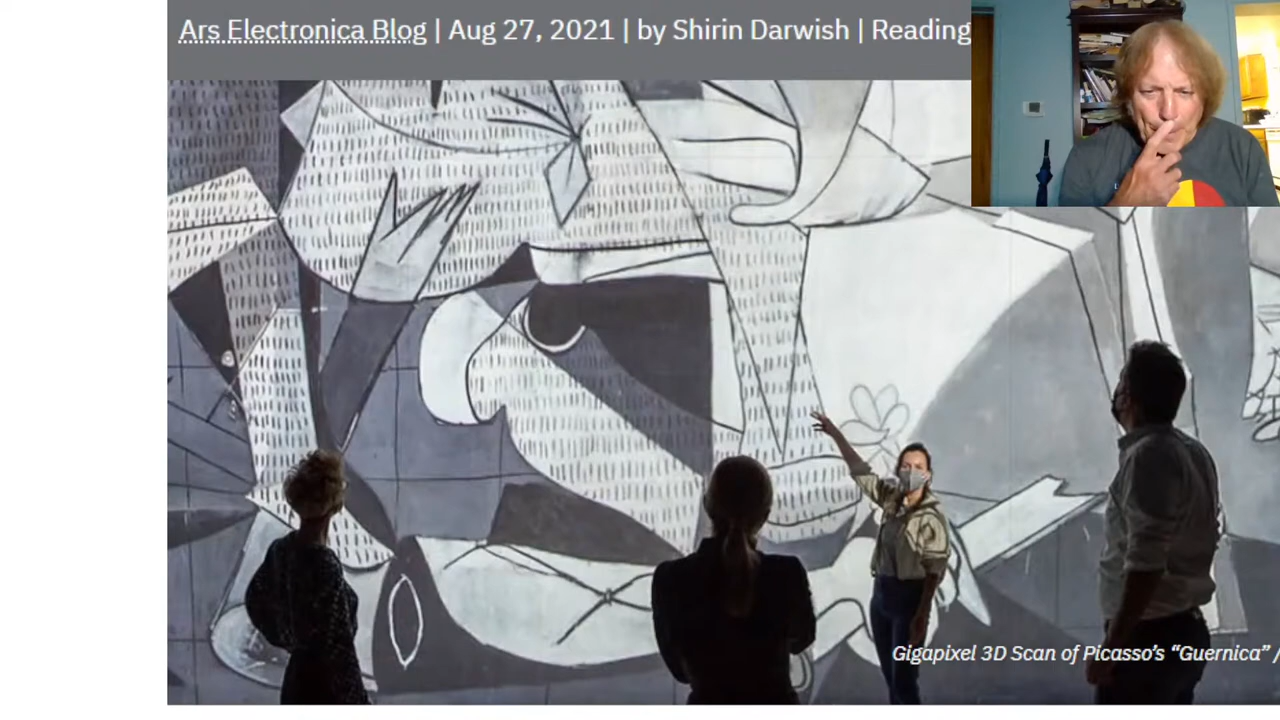 Ars Electronica Blog | Aug 27, 2021 | by Shirin Darwish | Reading
Gigapixel 3D Scan of Picasso's “Guernica” /